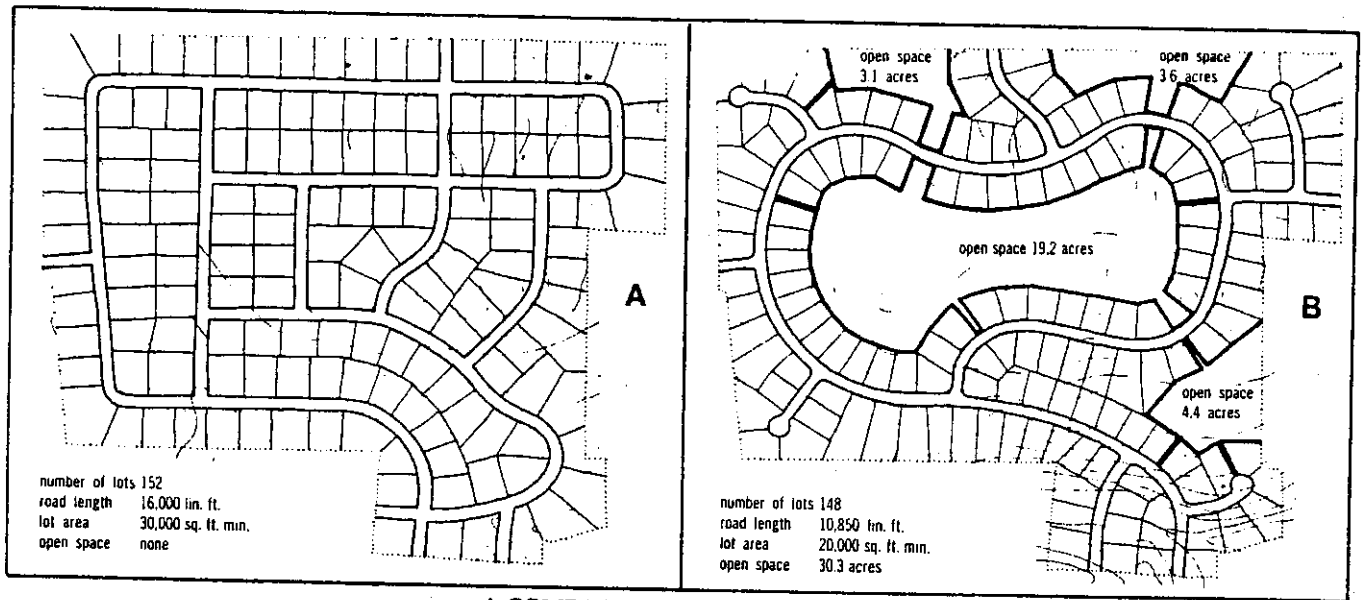 A
number of lots 152
road length 16,000 lin. ft.
lot area 30,000 sq. ft. min.
open space none
open space
3.1 acres
open space
3.6 acres
open space 19.2 acres
B
open space
4.4 acres
number of lots 148
road length 10,850 lin. ft.
lot area 20,000 sq. ft. min.
open space 30.3 acres